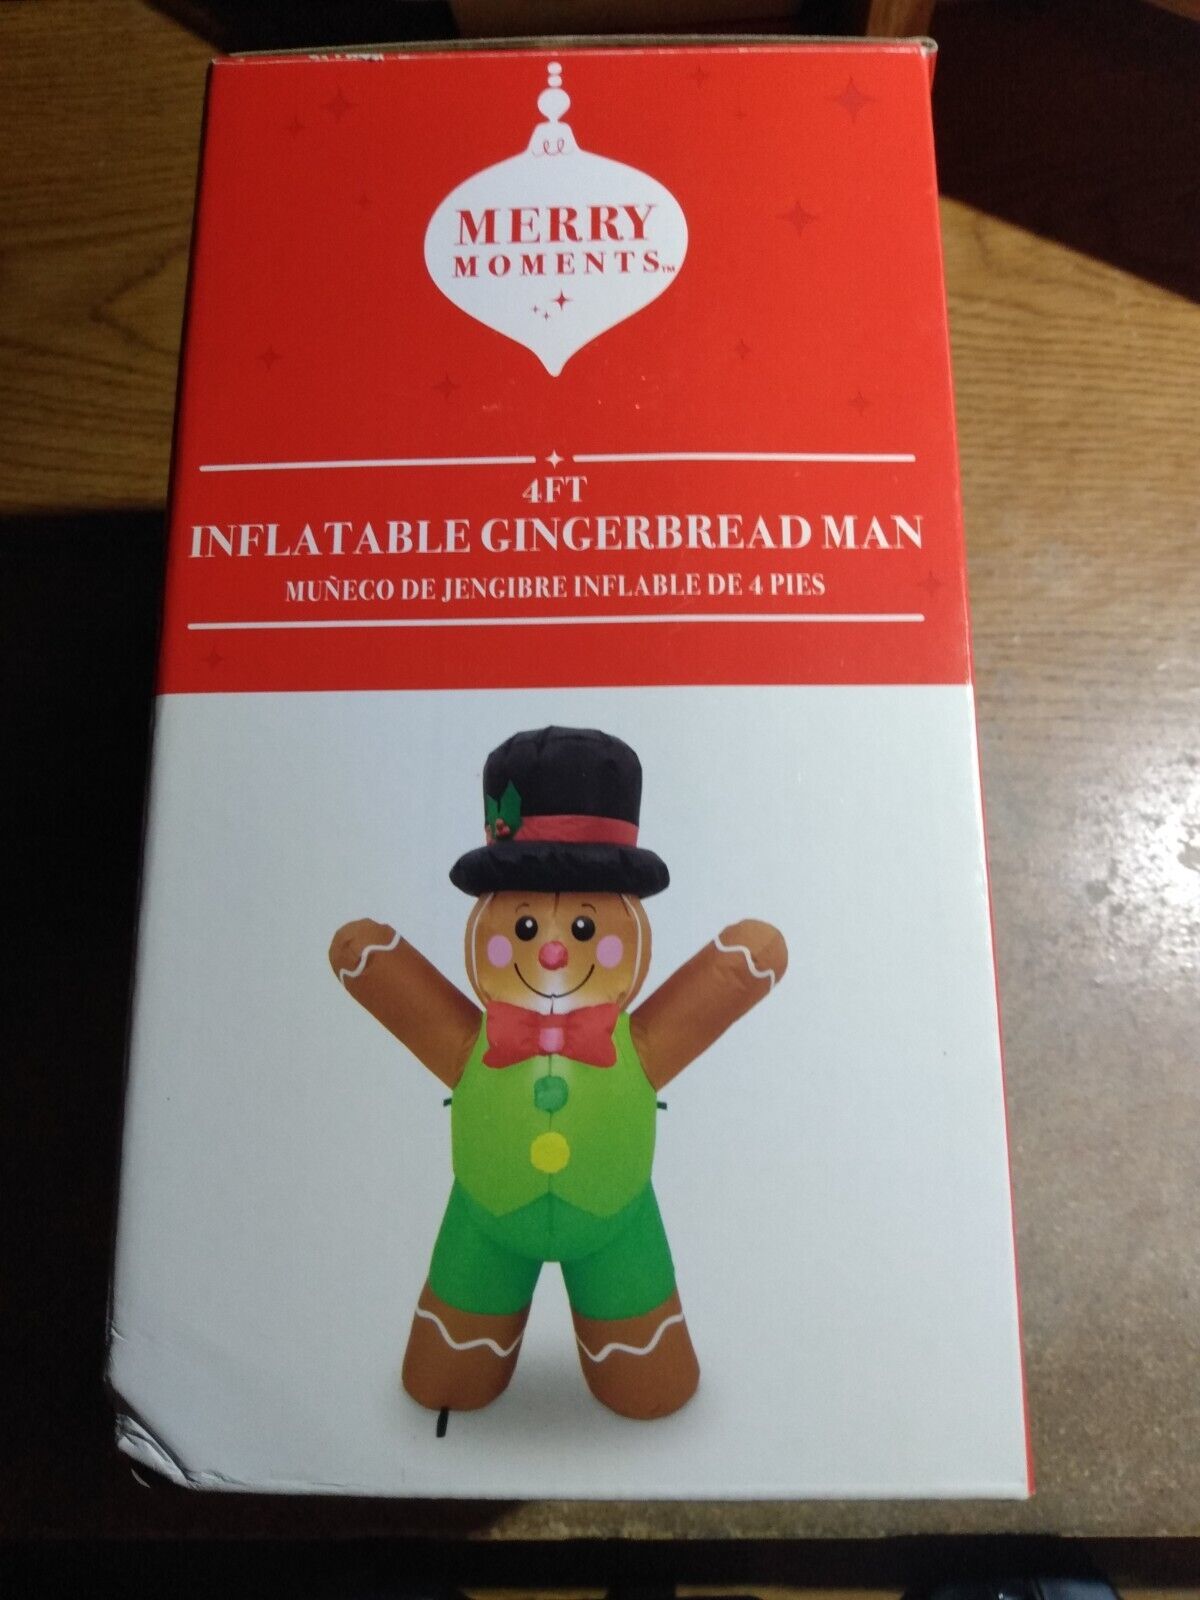 MERRY
MOMENTS™
4FT
INFLATABLE GINGERBREAD MAN
MUÑECO DE JENGIBRE INFLABLE DE 4 PIES